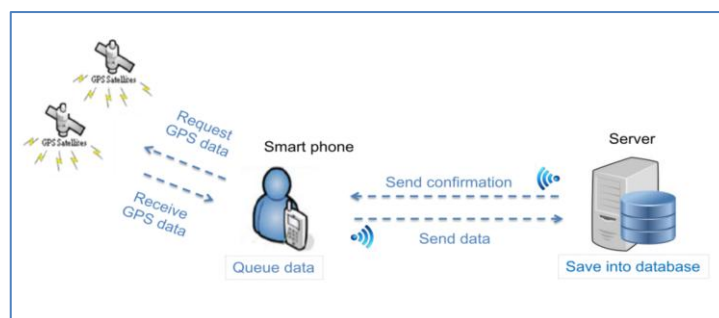 GPS Satellites
GPS Satellites
Request
GPS data
Receive
GPS data
Smart phone
Queue data
Send confirmation
Send data
Server
Save into database